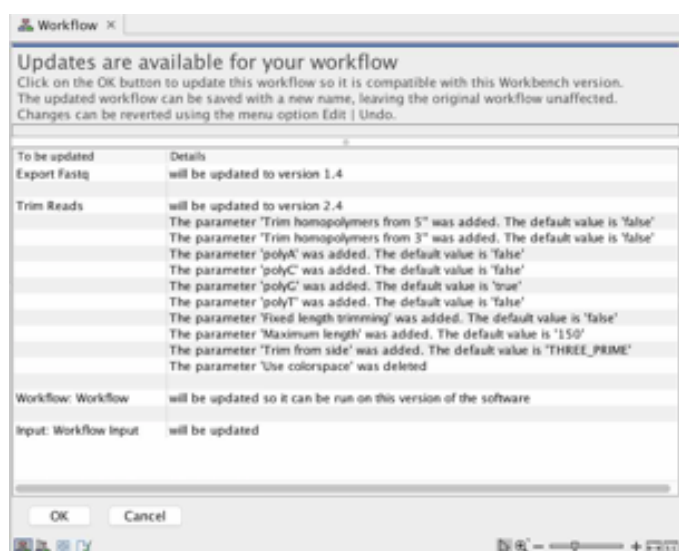 Workflow ×
Updates are available for your workflow
Click on the OK button to update this workflow so it is compatible with this Workbench version.
The updated workflow can be saved with a new name, leaving the original workflow unaffected.
Changes can be reverted using the menu option Edit | Undo.
To be updated Details
Export Fastq will be updated to version 1.4
Trim Reads will be updated to version 2.4
The parameter 'Trim homopolymers from 5'' was added. The default value is 'false'
The parameter 'Trim homopolymers from 3'' was added. The default value is 'false'
The parameter 'polyA' was added. The default value is 'false'
The parameter 'polyC' was added. The default value is 'false'
The parameter 'polyG' was added. The default value is 'true'
The parameter 'polyT' was added. The default value is 'false'
The parameter 'Fixed length trimming' was added. The default value is 'false'
The parameter 'Maximum length' was added. The default value is '150'
The parameter 'Trim from side' was added. The default value is 'THREE_PRIME'
The parameter 'Use colorspace' was deleted
Workflow: Workflow will be updated so it can be run on this version of the software
Input: Workflow Input will be updated
OK Cancel